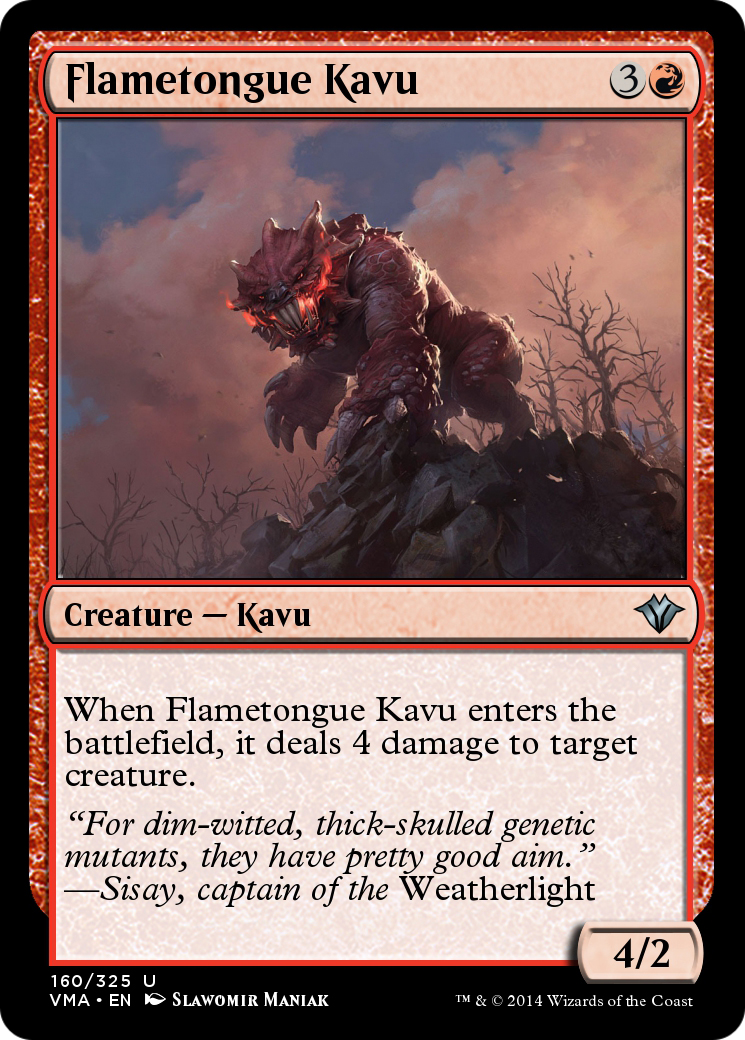 Flametongue Kavu 3
Creature — Kavu
When Flametongue Kavu enters the
battlefield, it deals 4 damage to target
creature.
“For dim-witted, thick-skulled genetic
mutants, they have pretty good aim.”
—Sisay, captain of the Weatherlight
4/2
160/325 U
VMA • EN Slawomir Maniak ™ & © 2014 Wizards of the Coast